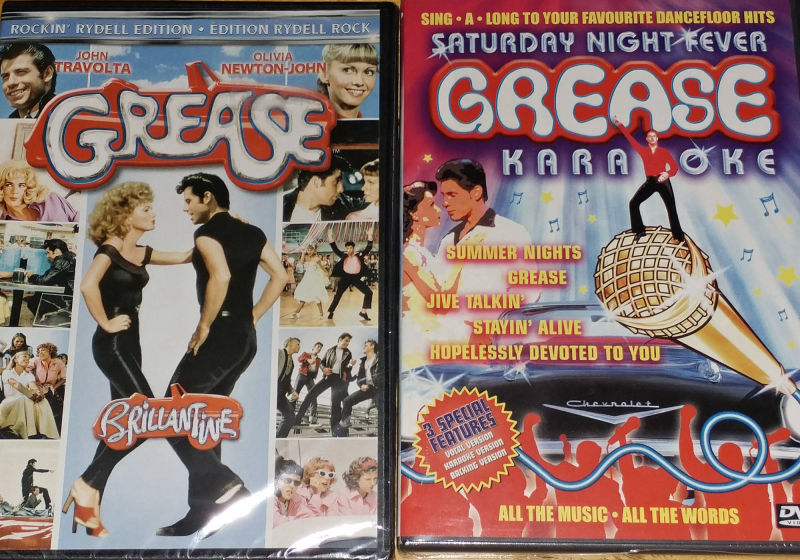 ROCKIN' RYDELL EDITION • ÉDITION RYDELL ROCK
JOHN
TRAVOLTA
OLIVIA
NEWTON-JOHN
GREASE
BRILLANTINE
SING • A • LONG TO YOUR FAVOURITE DANCEFLOOR HITS
SATURDAY NIGHT FEVER
GREASE
KARAOKE
SUMMER NIGHTS
GREASE
JIVE TALKIN'
STAYIN' ALIVE
HOPELESSLY DEVOTED TO YOU
Chevrolet
3 SPECIAL
FEATURES
VOCAL VERSION
KARAOKE VERSION
BACKING VERSION
ALL THE MUSIC • ALL THE WORDS
DVD
VIDEO